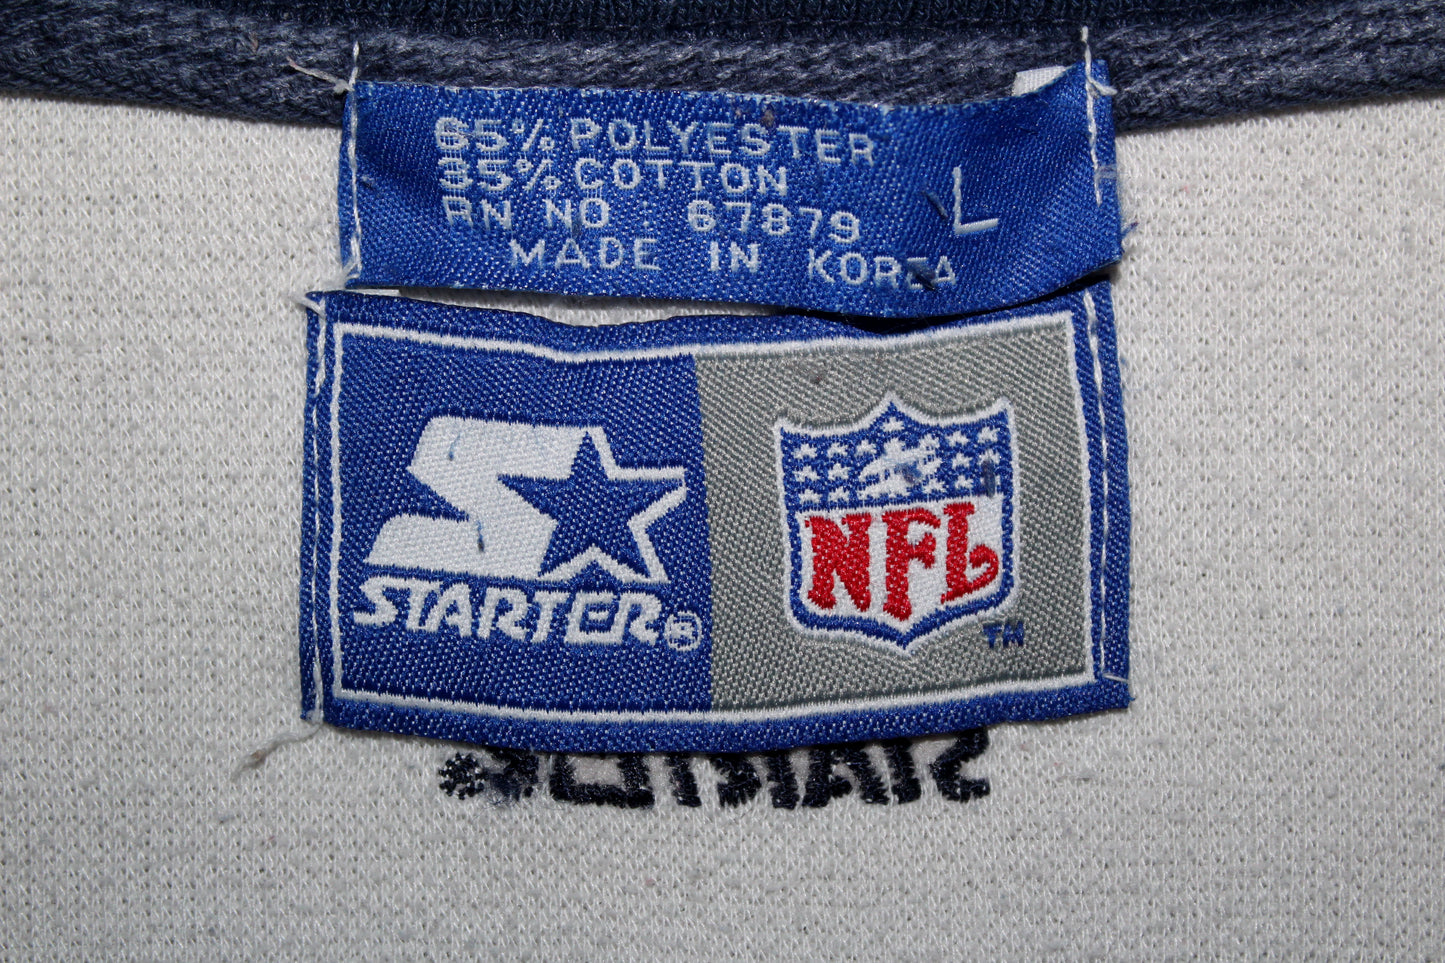 65% POLYESTER
35% COTTON
RN NO : 67879
MADE IN KOREA
L
STARTER®
NFL
TM